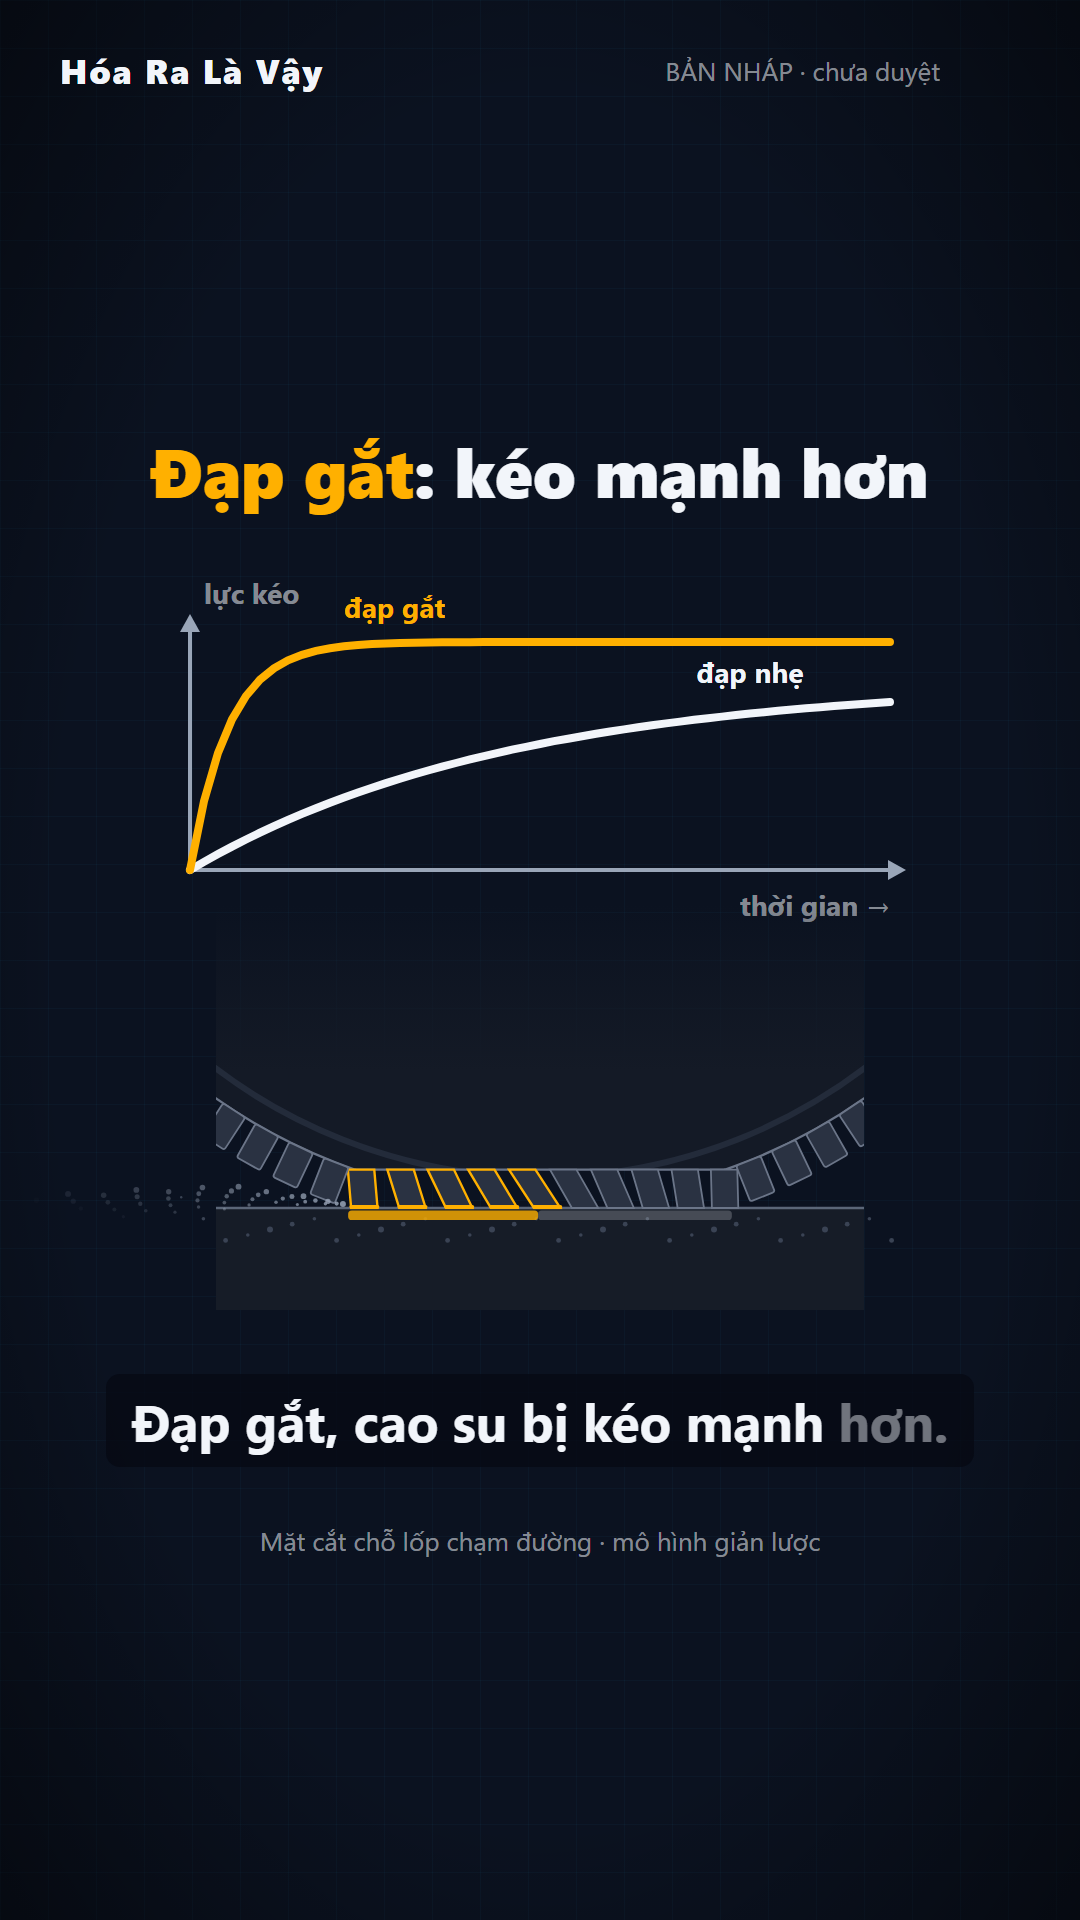 Hóa Ra Là Vậy
BẢN NHÁP · chưa duyệt
Đạp gắt: kéo mạnh hơn
lực kéo
đạp gắt
đạp nhẹ
thời gian →
Đạp gắt, cao su bị kéo mạnh hơn.
Mặt cắt chỗ lốp chạm đường · mô hình giản lược